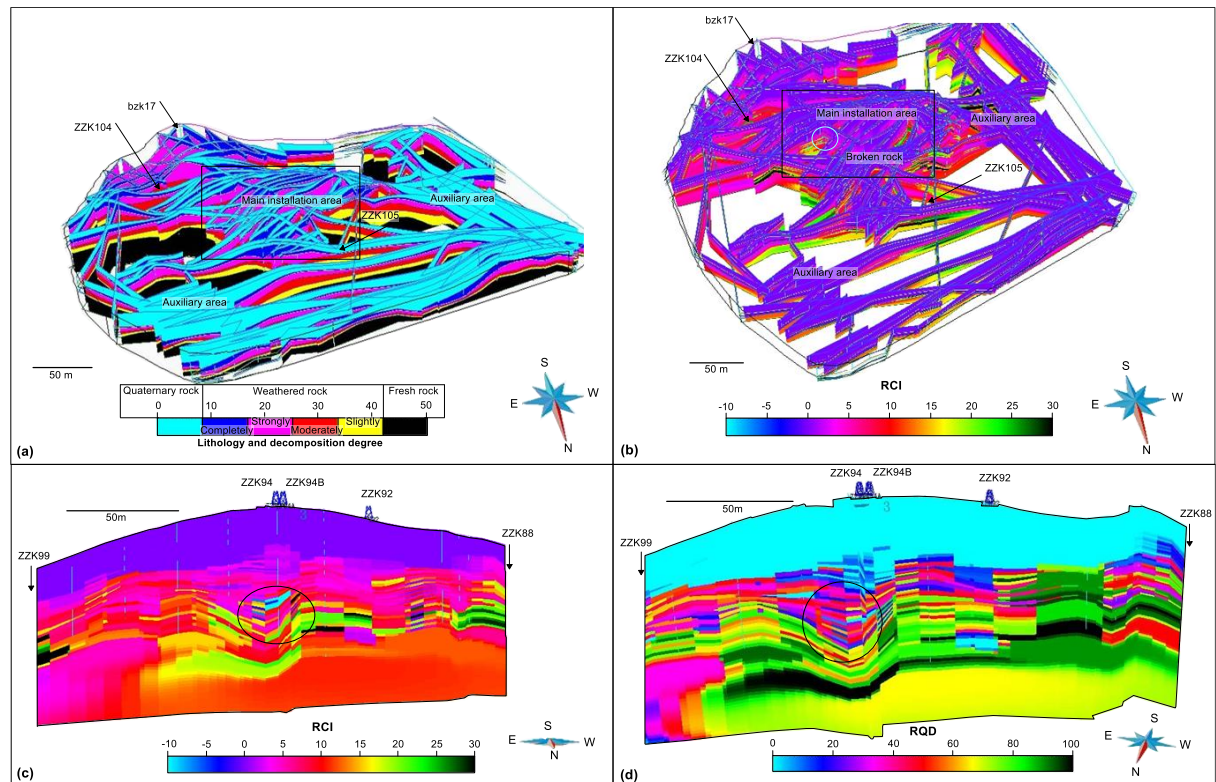 bzk17
ZZK104
Main installation area
Auxiliary area
ZZK105
Auxiliary area
50 m
Quaternary rock Weathered rock Fresh rock
0 10 20 30 40 50
Strongly Slightly
Completely Moderately
Lithology and decomposition degree
S
E W
N
(a)
bzk17
ZZK104
Main installation area
Auxiliary area
Broken rock
ZZK105
Auxiliary area
50 m
RCI
-10 -5 0 5 10 15 20 25 30
S
E W
N
(b)
ZZK94 ZZK94B
ZZK92
50m
3
ZZK99
ZZK88
RCI
-10 -5 0 5 10 15 20 25 30
S
E W
N
(c)
ZZK94 ZZK94B
ZZK92
50m
3
ZZK88
ZZK99
RQD
0 20 40 60 80 100
S
E W
N
(d)